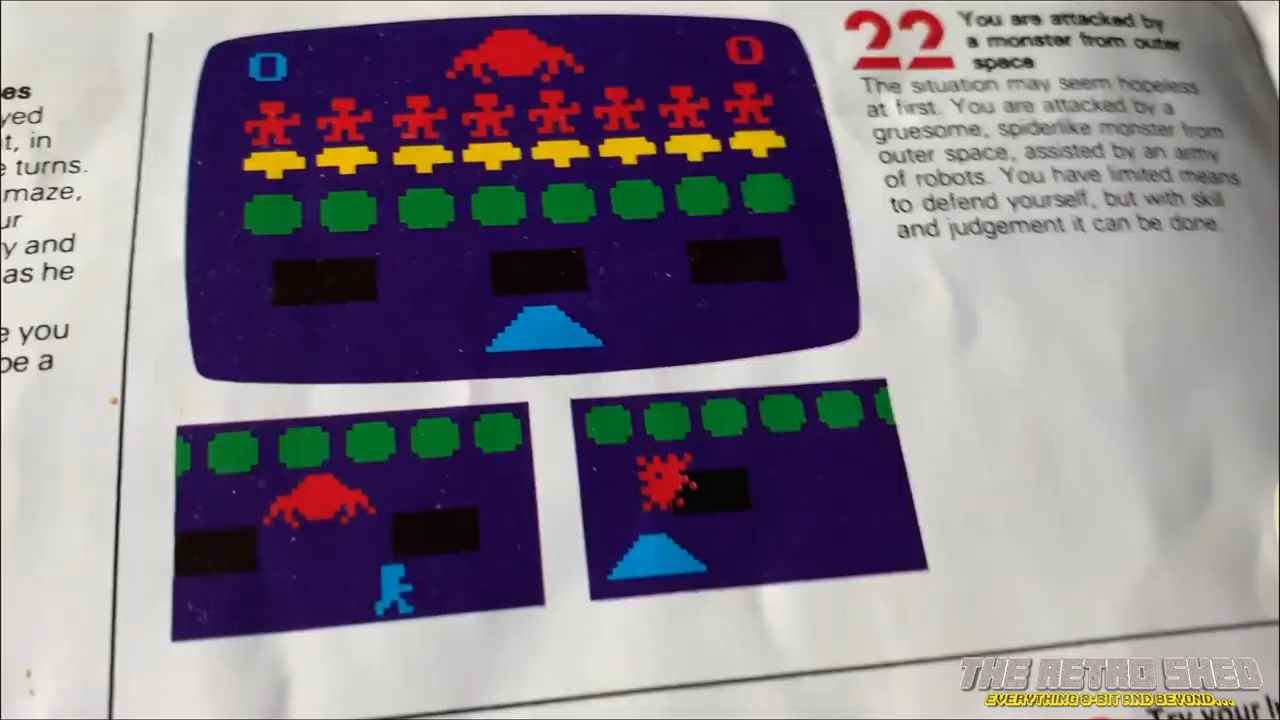 es
yed
t, in
e turns.
maze,
ur
y and
as he
e you
be a
0
0
22
You are attacked by
a monster from outer
space
The situation may seem hopeless
at first. You are attacked by a
gruesome, spiderlike monster from
outer space, assisted by an army
of robots. You have limited means
to defend yourself, but with skill
and judgement it can be done.
Try your l
THE RETRO SHED
EVERYTHING 8-BIT AND BEYOND...